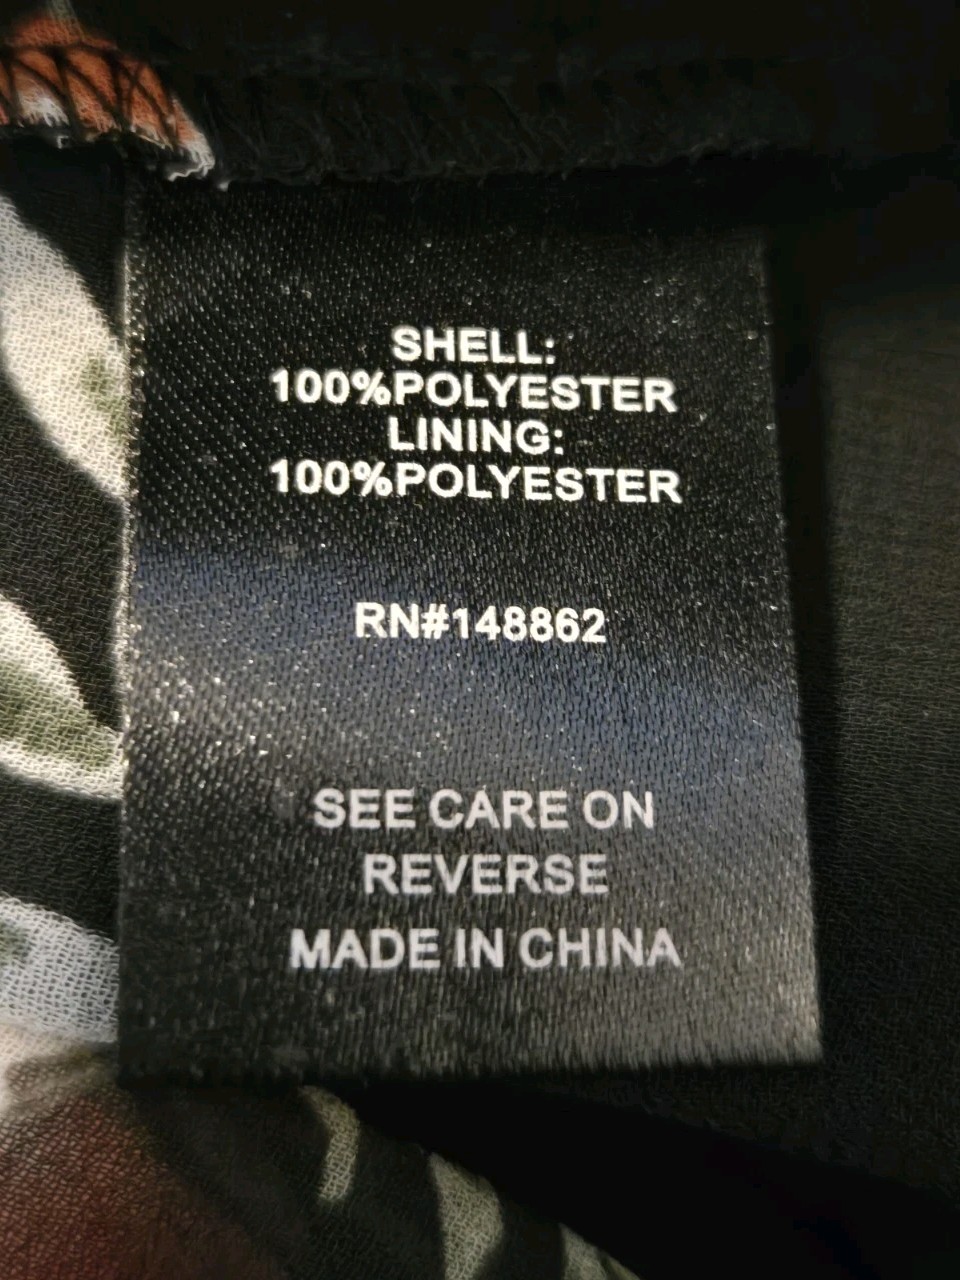 SHELL:
100%POLYESTER
LINING:
100%POLYESTER
RN#148862
SEE CARE ON
REVERSE
MADE IN CHINA